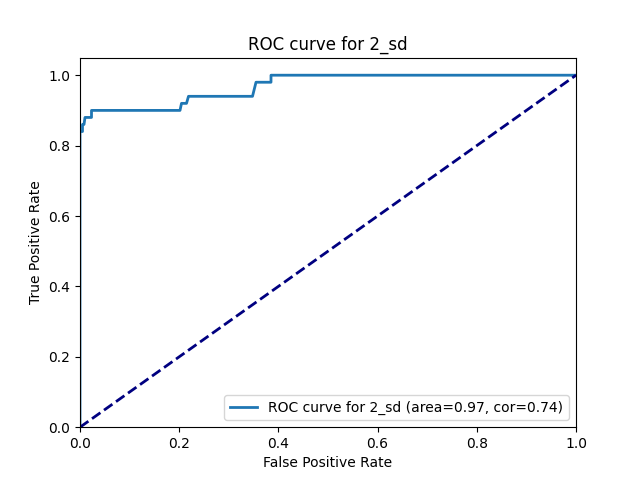 ROC curve for 2_sd
1.0
0.8
0.6
0.4
0.2
0.0
True Positive Rate
ROC curve for 2_sd (area=0.97, cor=0.74)
0.0 0.2 0.4 0.6 0.8 1.0
False Positive Rate